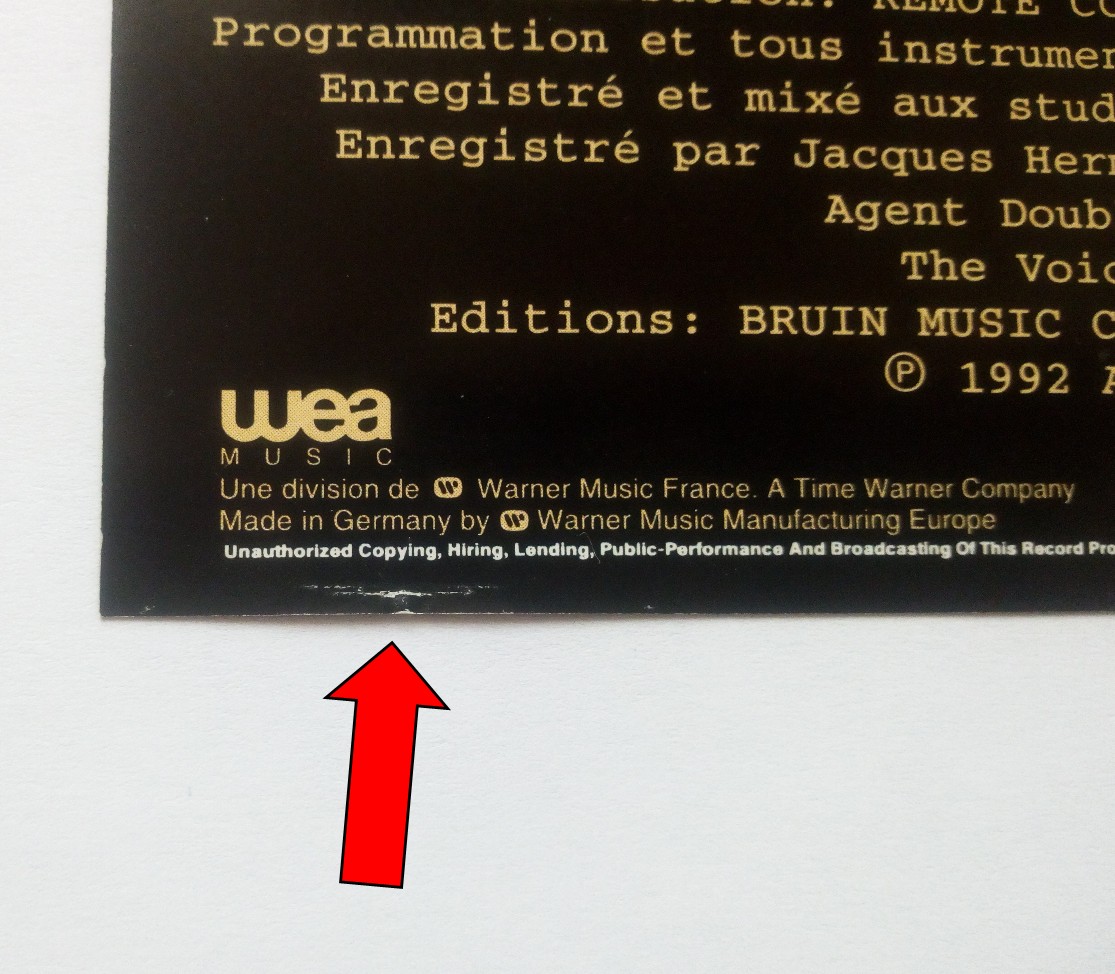 REMOTE
Programmation et tous
Enregistré et mixé aux
Enregistré par Jacques
Agent
The
Editions: BRUIN MUSIC
Ⓟ 1992
wea
MUSIC
Une division de Warner Music France. A Time Warner Company
Made in Germany by Warner Music Manufacturing Europe
Unauthorized Copying, Hiring, Lending, Public-Performance And Broadcasting Of This Record